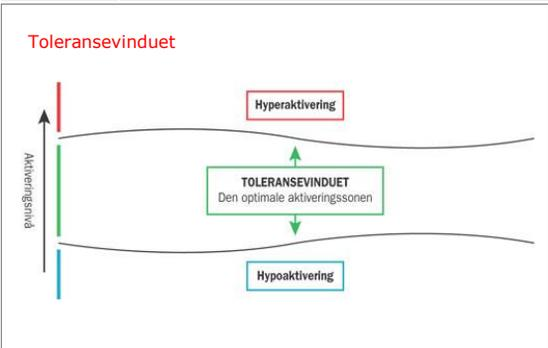 Toleransevinduet
Hyperaktivering
Aktiveringsnivå
TOLERANSEVINDUET
Den optimale aktiveringssonen
Hypoaktivering